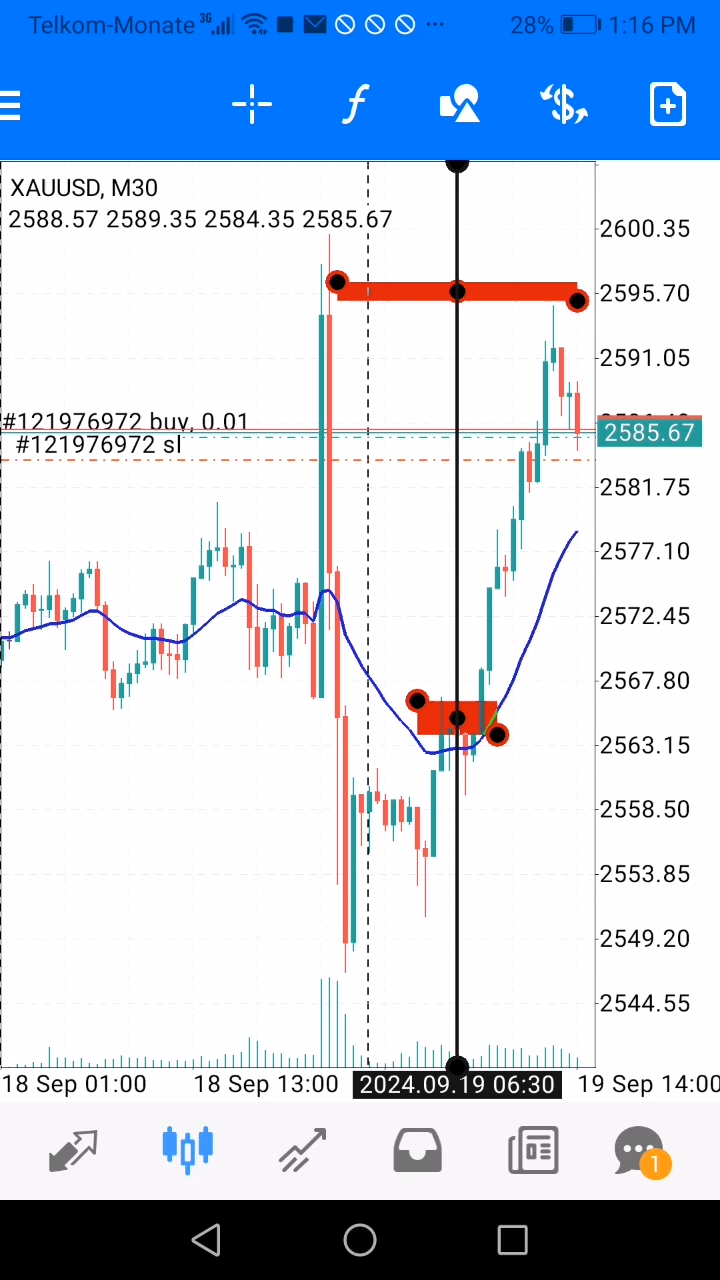 Telkom-Monate 3G 28% 1:16 PM
XAUUSD, M30
2588.57 2589.35 2584.35 2585.67
2600.35
2595.70
2591.05
#121976972 buy, 0.01
2585.67
#121976972 sl
2581.75
2577.10
2572.45
2567.80
2563.15
2558.50
2553.85
2549.20
2544.55
18 Sep 01:00 18 Sep 13:00 2024.09.19 06:30 19 Sep 14:00
1